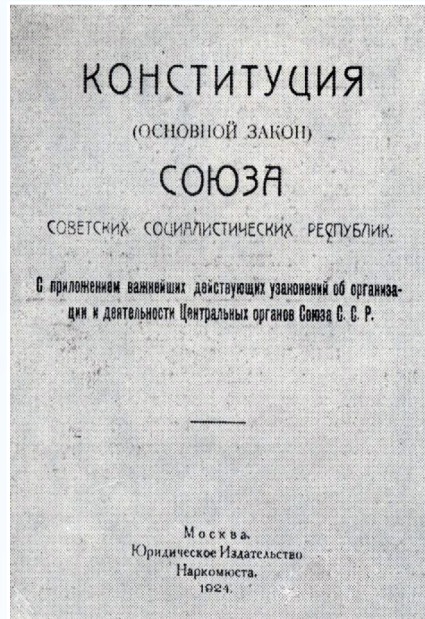 КОНСТИТУЦИЯ
(ОСНОВНОЙ ЗАКОН)
СОЮЗА
СОВЕТСКИХ СОЦИАЛИСТИЧЕСКИХ РЕСПУБЛИК.
С приложением важнейших действующих узаконений об организа-
ции и деятельности Центральных органов Союза С. С. Р.
Москва.
Юридическое Издательство
Наркомюста.
1924.